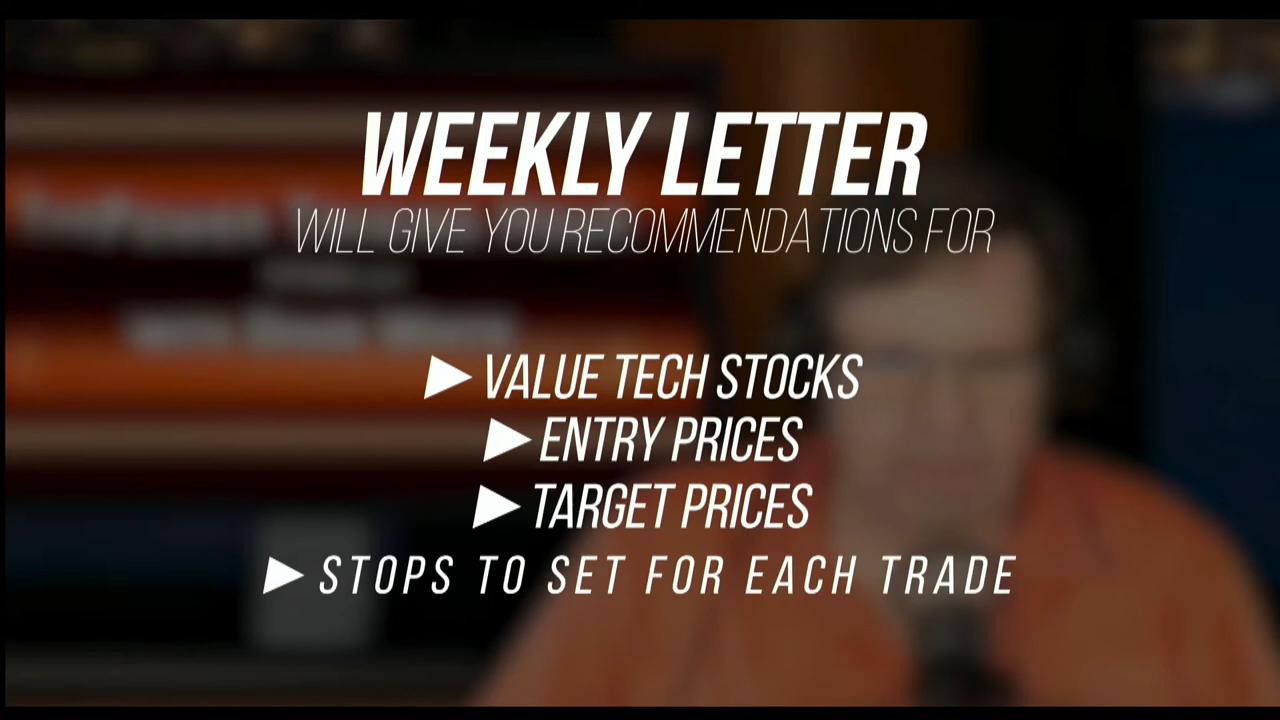 WEEKLY LETTER
WILL GIVE YOU RECOMMENDATIONS FOR
▶ VALUE TECH STOCKS
▶ ENTRY PRICES
▶ TARGET PRICES
▶ STOPS TO SET FOR EACH TRADE